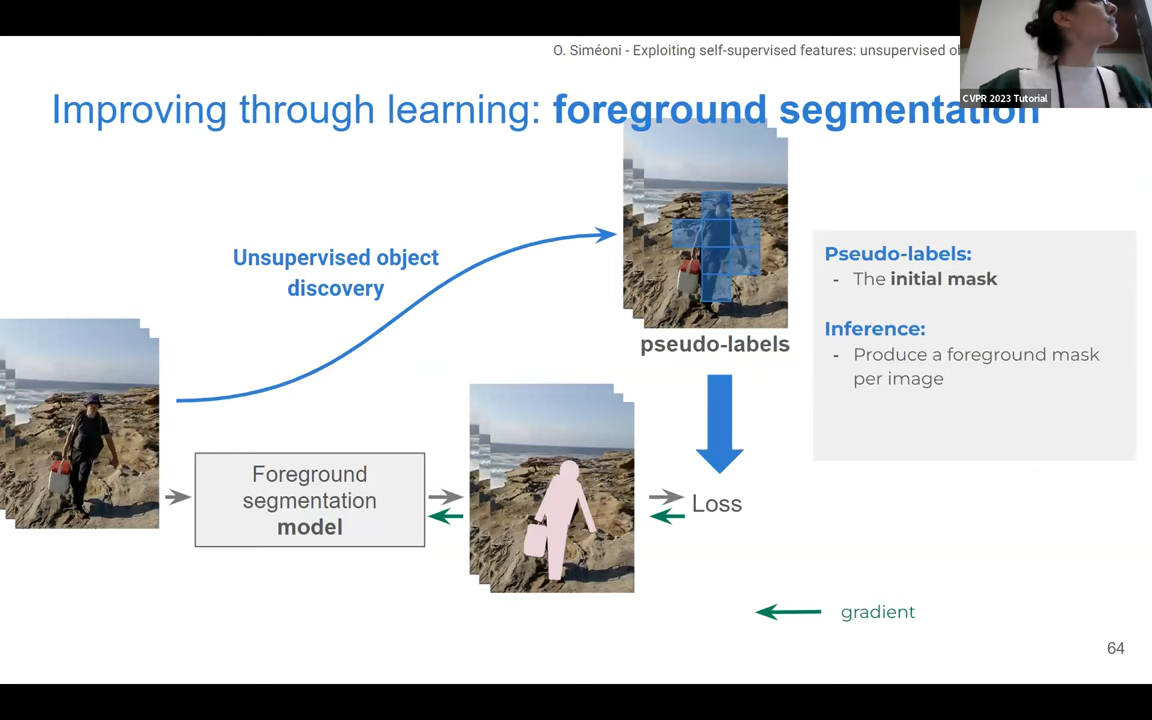 O. Siméoni - Exploiting self-supervised features: unsupervised
CVPR 2023 Tutorial
Improving through learning: foreground segmentation
Unsupervised object
discovery
pseudo-labels
Pseudo-labels:
- The initial mask
Inference:
- Produce a foreground mask
per image
Foreground
segmentation
model
Loss
gradient
64